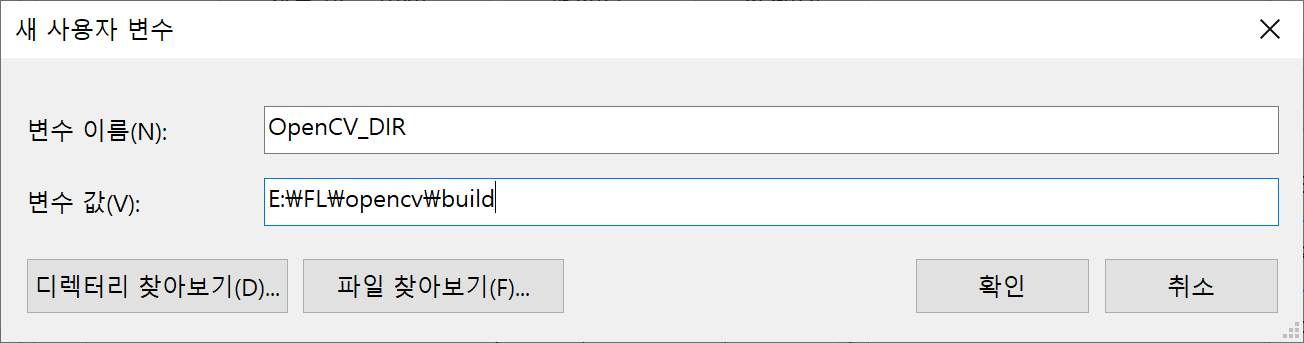 새 사용자 변수
변수 이름(N):
OpenCV_DIR
변수 값(V):
E:₩FL₩opencv₩build
디렉터리 찾아보기(D)...
파일 찾아보기(F)...
확인
취소